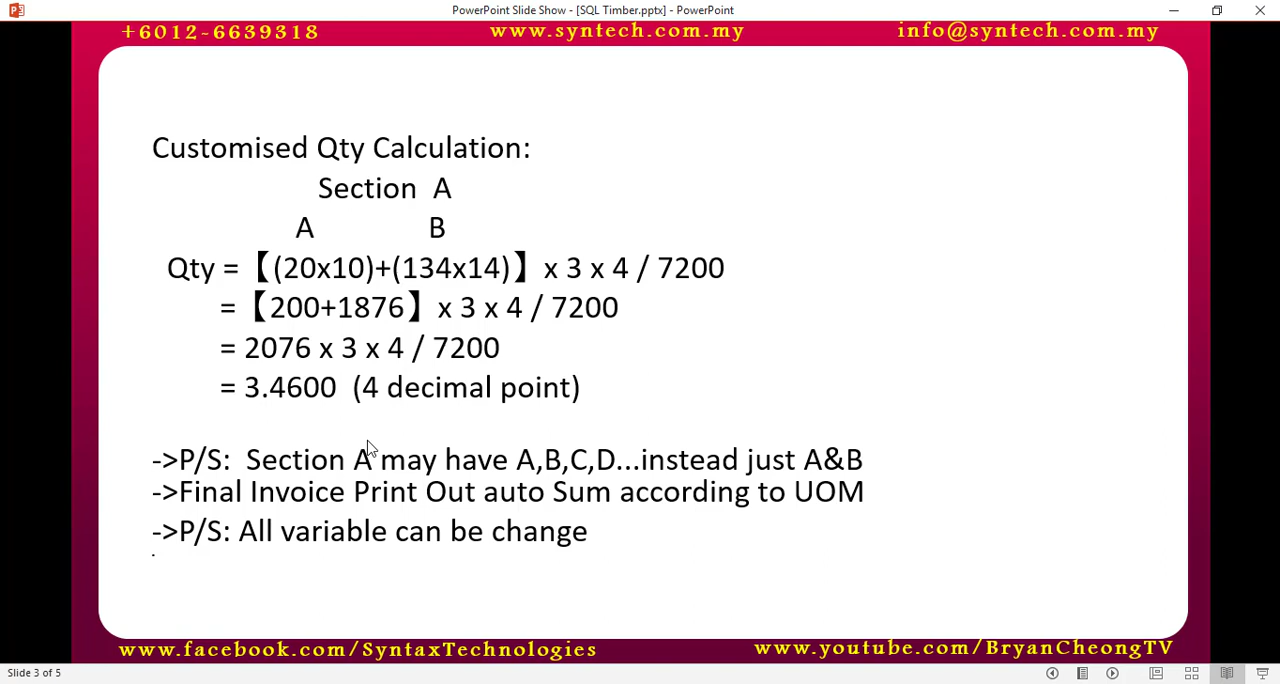 PowerPoint Slide Show - [SQL Timber.pptx] - PowerPoint
+6012-6639318 www.syntech.com.my info@syntech.com.my
Customised Qty Calculation:
Section A
A B
Qty = 【(20x10)+(134x14)】 x 3 x 4 / 7200
= 【200+1876】 x 3 x 4 / 7200
= 2076 x 3 x 4 / 7200
= 3.4600 (4 decimal point)
->P/S: Section A may have A,B,C,D...instead just A&B
->Final Invoice Print Out auto Sum according to UOM
->P/S: All variable can be change
.
www.facebook.com/SyntaxTechnologies www.youtube.com/BryanCheongTV
Slide 3 of 5